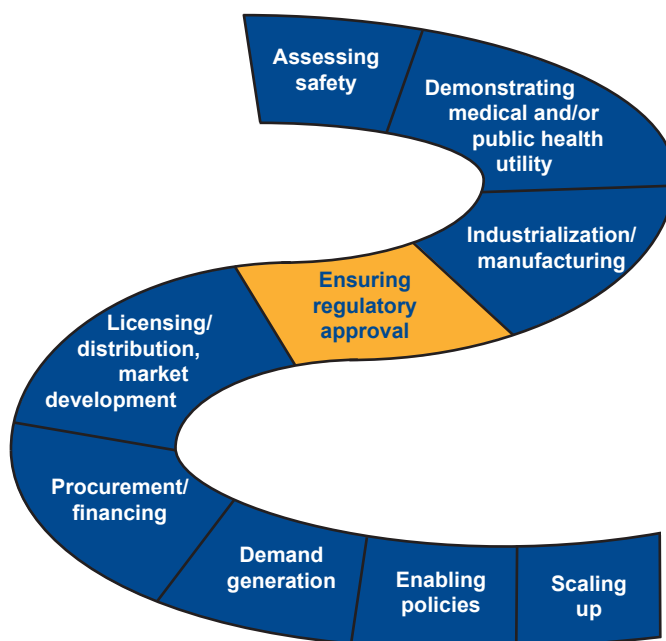 Assessing
safety
Demonstrating
medical and/or
public health
utility
Industrialization/
manufacturing
Ensuring
regulatory
approval
Licensing/
distribution,
market
development
Procurement/
financing
Demand
generation
Enabling
policies
Scaling
up